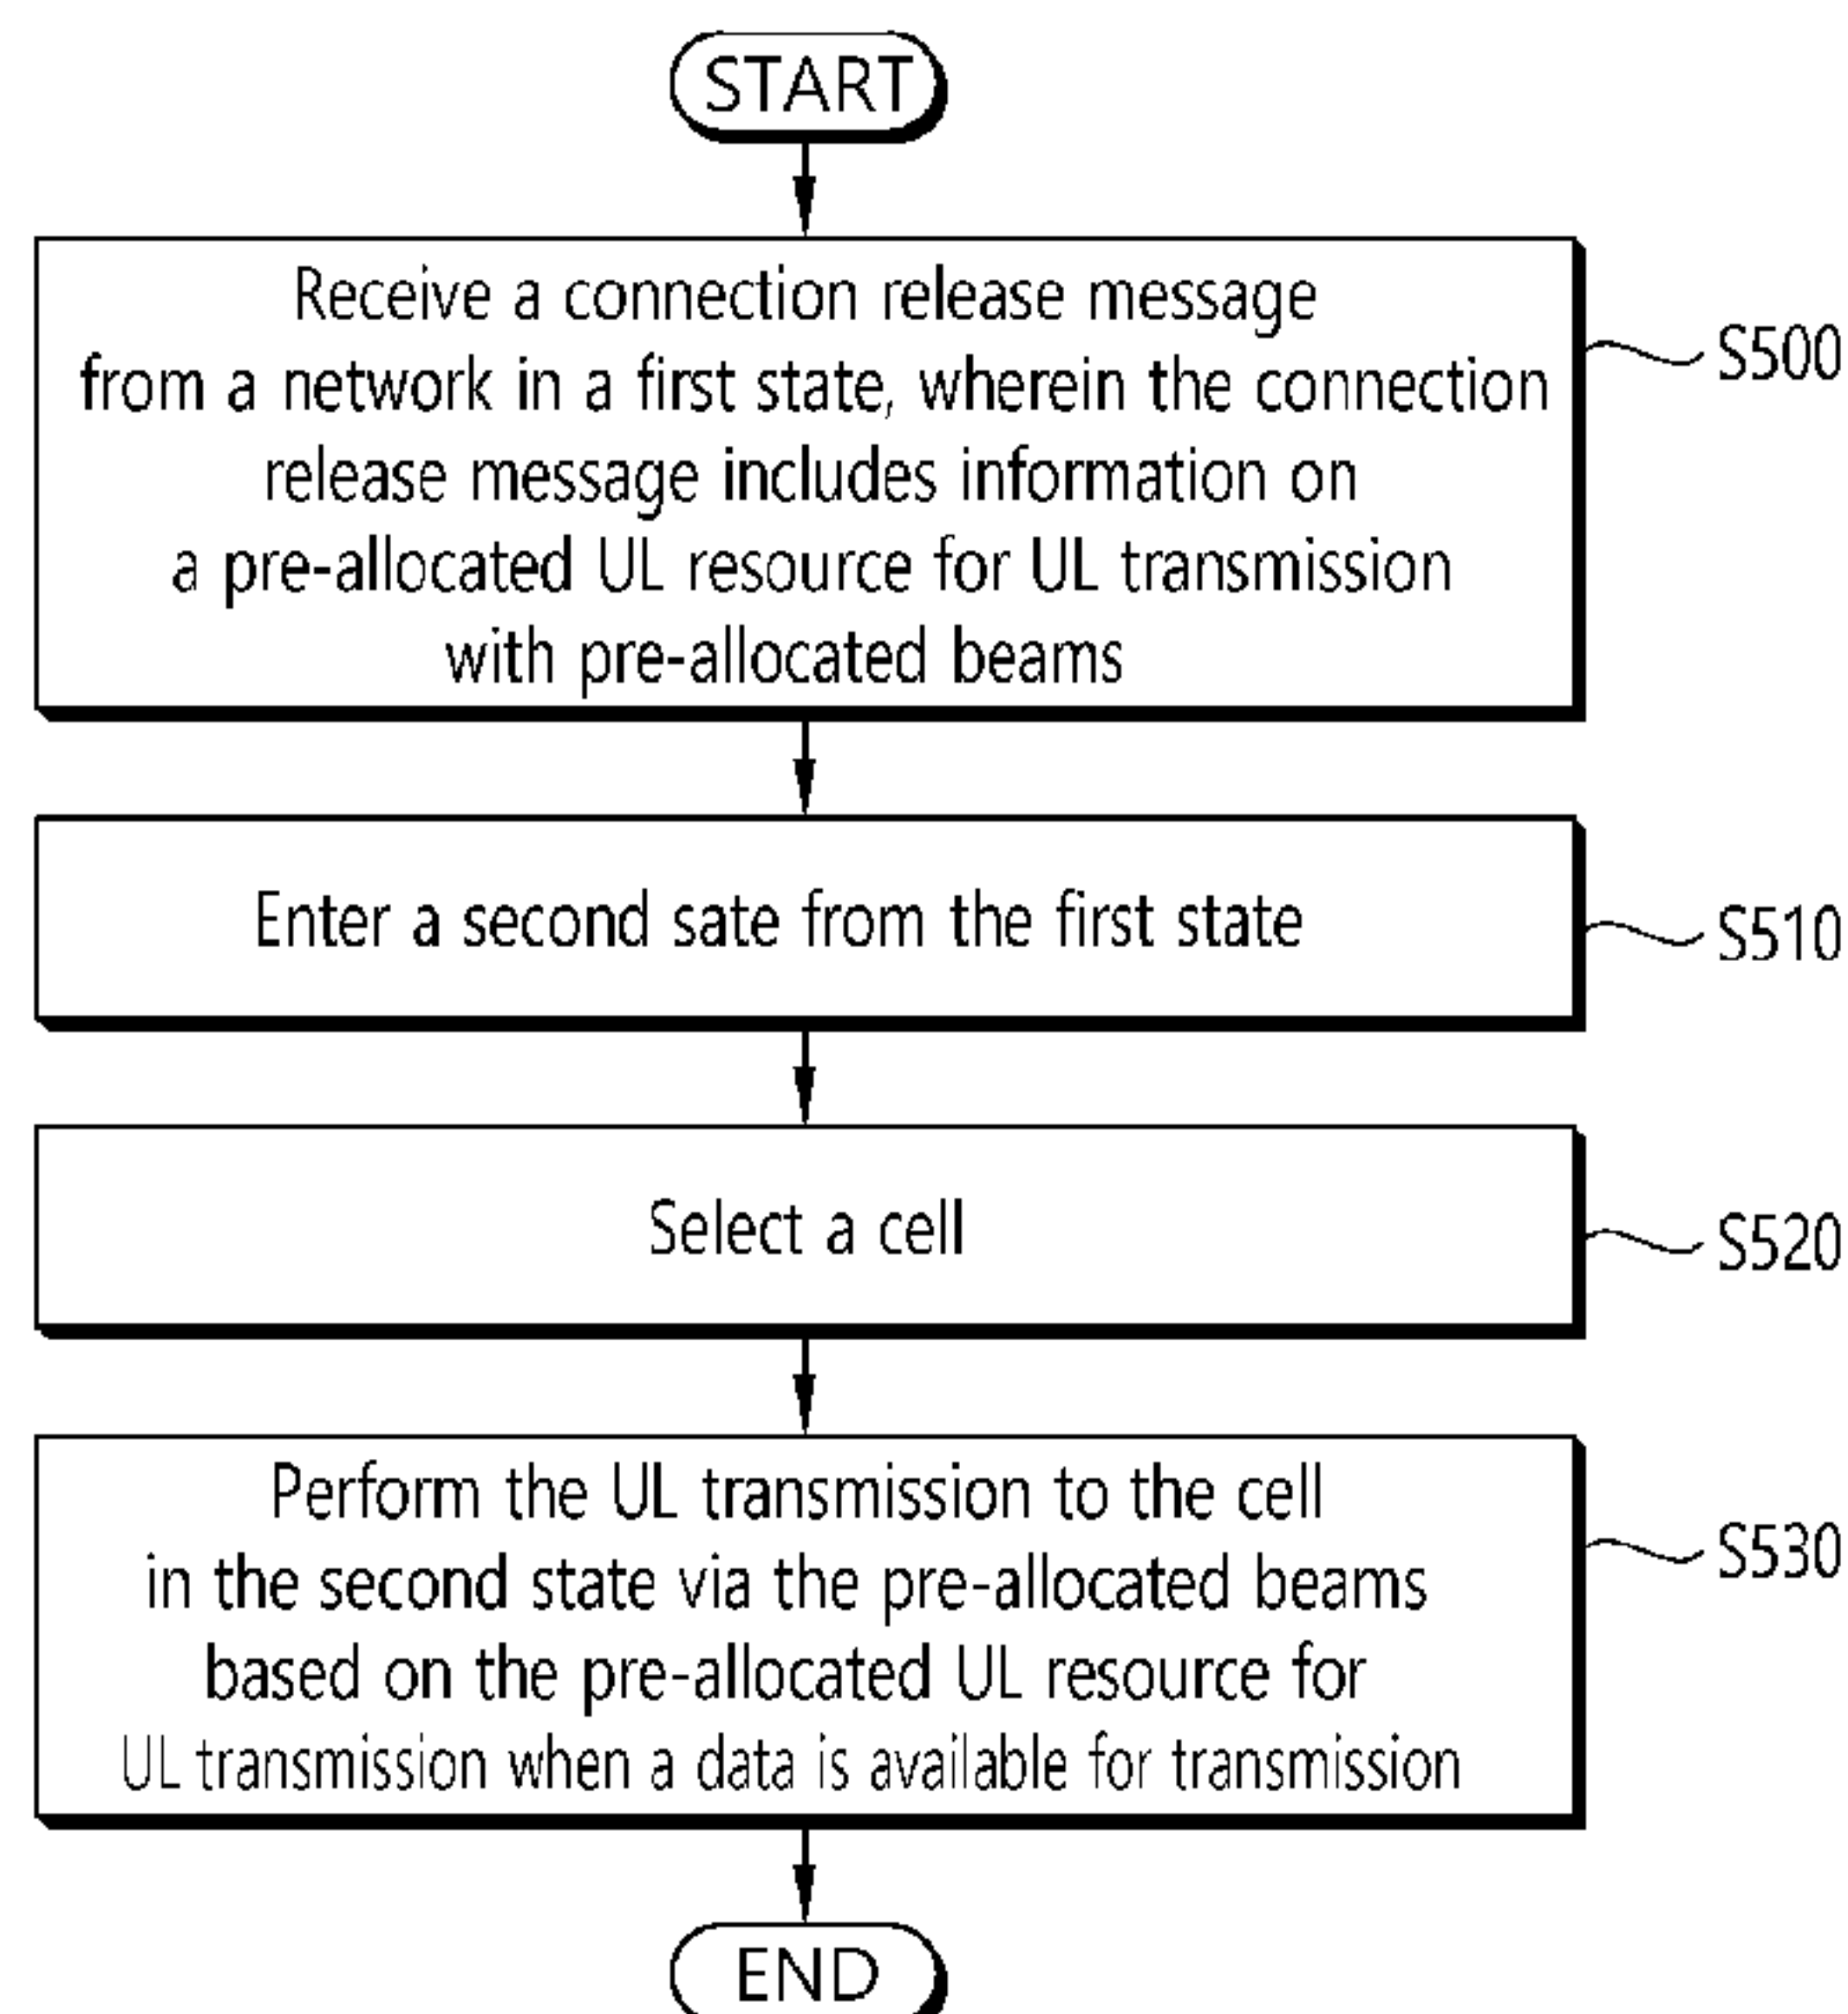 START
Receive a connection release message
from a network in a first state, wherein the connection
release message includes information on
a pre-allocated UL resource for UL transmission
with pre-allocated beams
S500
Enter a second sate from the first state
S510
Select a cell
S520
Perform the UL transmission to the cell
in the second state via the pre-allocated beams
based on the pre-allocated UL resource for
UL transmission when a data is available for transmission
S530
END